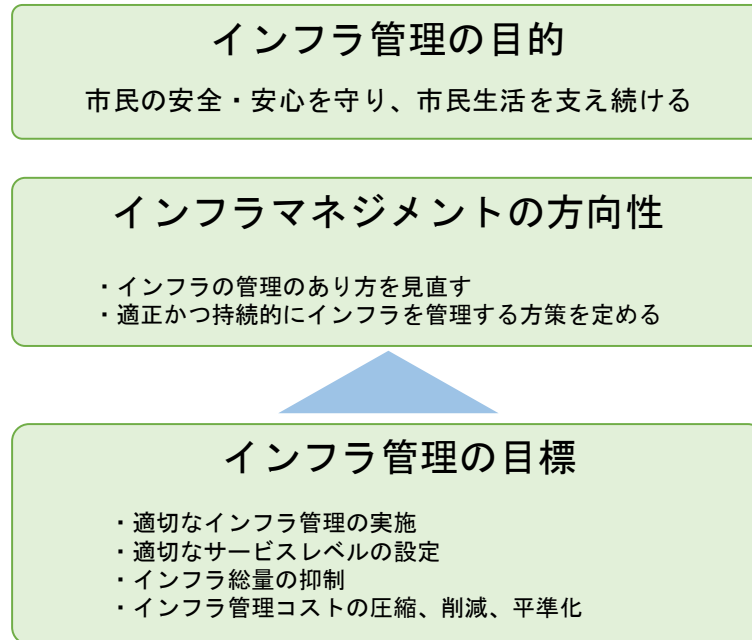 インフラ管理の目的
市民の安全・安心を守り、市民生活を支え続ける
インフラマネジメントの方向性
・インフラの管理のあり方を見直す
・適正かつ持続的にインフラを管理する方策を定める
インフラ管理の目標
・適切なインフラ管理の実施
・適切なサービスレベルの設定
・インフラ総量の抑制
・インフラ管理コストの圧縮、削減、平準化